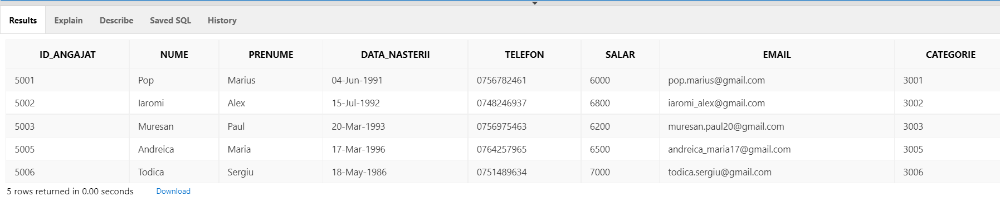 Results Explain Describe Saved SQL History
ID_ANGAJAT NUME PRENUME DATA_NASTERII TELEFON SALAR EMAIL CATEGORIE
5001 Pop Marius 04-Jun-1991 0756782461 6000 pop.marius@gmail.com 3001
5002 Iaromi Alex 15-Jul-1992 0748246937 6800 iaromi_alex@gmail.com 3002
5003 Muresan Paul 20-Mar-1993 0756975463 6200 muresan.paul20@gmail.com 3003
5005 Andreica Maria 17-Mar-1996 0764257965 6500 andreica_maria17@gmail.com 3005
5006 Todica Sergiu 18-May-1986 0751489634 7000 todica.sergiu@gmail.com 3006
5 rows returned in 0.00 seconds Download